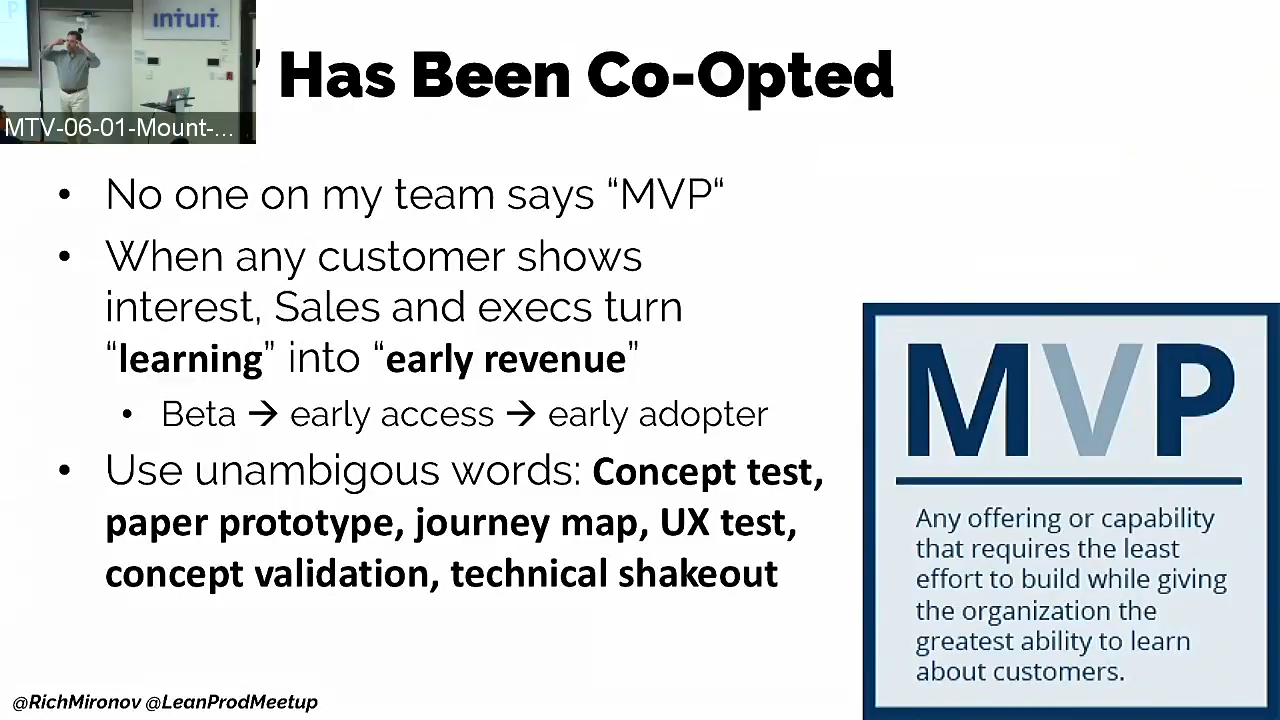 INTUIT
MTV-06-01-Mount-...
” Has Been Co-Opted
• No one on my team says “MVP“
• When any customer shows
interest, Sales and execs turn
“learning” into “early revenue”
• Beta → early access → early adopter
• Use unambigous words: Concept test,
paper prototype, journey map, UX test,
concept validation, technical shakeout
MVP
Any offering or capability
that requires the least
effort to build while giving
the organization the
greatest ability to learn
about customers.
@RichMironov @LeanProdMeetup